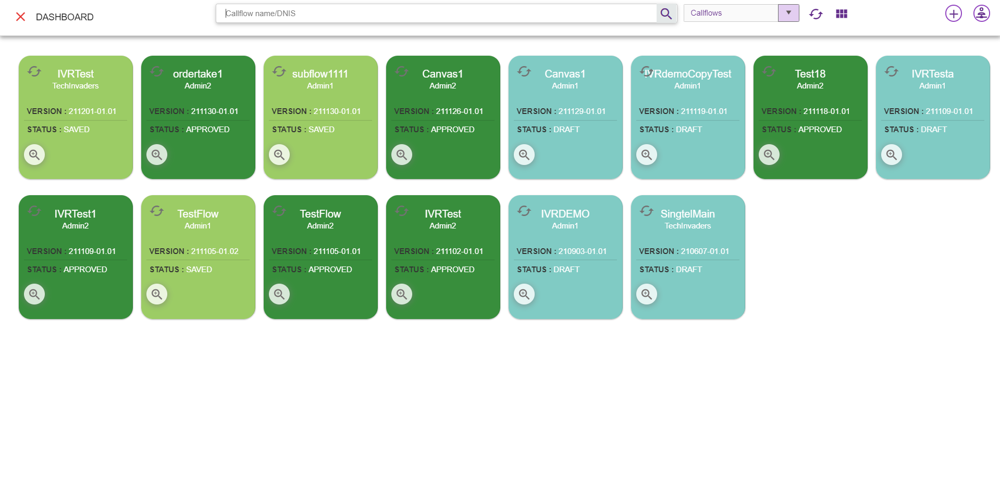 DASHBOARD
Callflow name/DNIS
Callflows
IVRTest
TechInvaders
VERSION : 211201-01.01
STATUS : SAVED
ordertake1
Admin2
VERSION : 211130-01.01
STATUS : APPROVED
subflow1111
Admin1
VERSION : 211130-01.01
STATUS : SAVED
Canvas1
Admin2
VERSION : 211126-01.01
STATUS : APPROVED
Canvas1
Admin1
VERSION : 211129-01.01
STATUS : DRAFT
IVRdemoCopyTest
Admin1
VERSION : 211119-01.01
STATUS : DRAFT
Test18
Admin2
VERSION : 211118-01.01
STATUS : APPROVED
IVRTesta
Admin1
VERSION : 211109-01.01
STATUS : DRAFT
IVRTest1
Admin2
VERSION : 211109-01.01
STATUS : APPROVED
TestFlow
Admin1
VERSION : 211105-01.02
STATUS : SAVED
TestFlow
Admin2
VERSION : 211105-01.01
STATUS : APPROVED
IVRTest
Admin2
VERSION : 211102-01.01
STATUS : APPROVED
IVRDEMO
Admin1
VERSION : 210903-01.01
STATUS : DRAFT
SingtelMain
TechInvaders
VERSION : 210607-01.01
STATUS : DRAFT